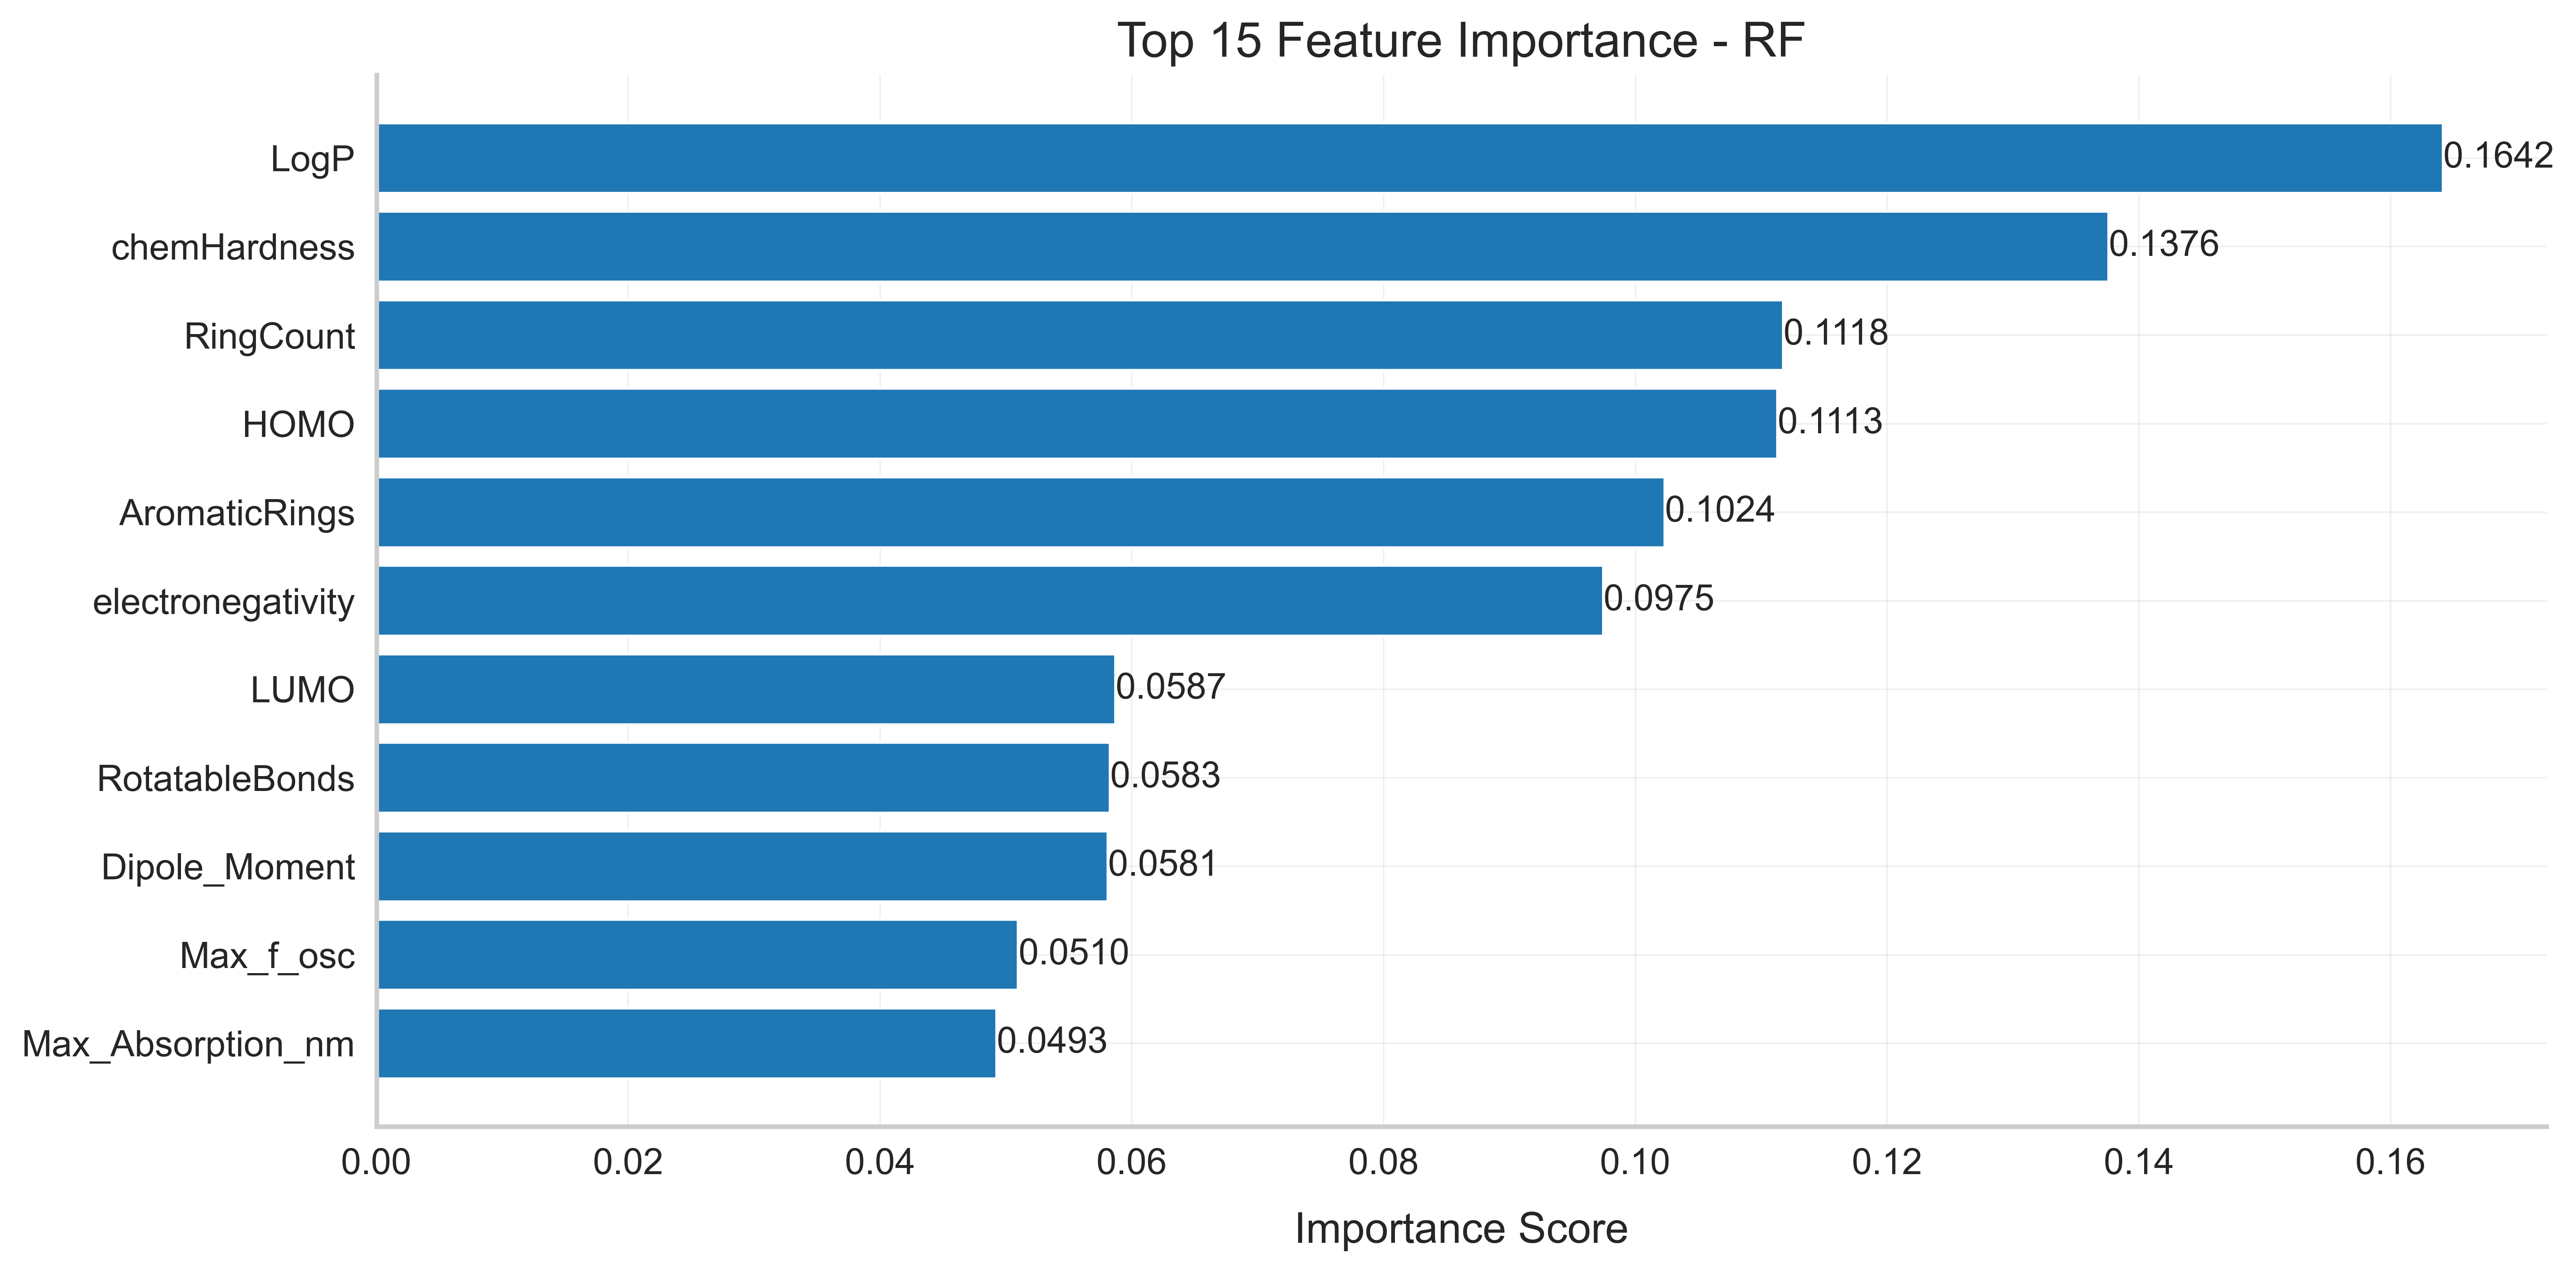 Top 15 Feature Importance - RF
LogP 0.1642
chemHardness 0.1376
RingCount 0.1118
HOMO 0.1113
AromaticRings 0.1024
electronegativity 0.0975
LUMO 0.0587
RotatableBonds 0.0583
Dipole_Moment 0.0581
Max_f_osc 0.0510
Max_Absorption_nm 0.0493
0.00 0.02 0.04 0.06 0.08 0.10 0.12 0.14 0.16
Importance Score